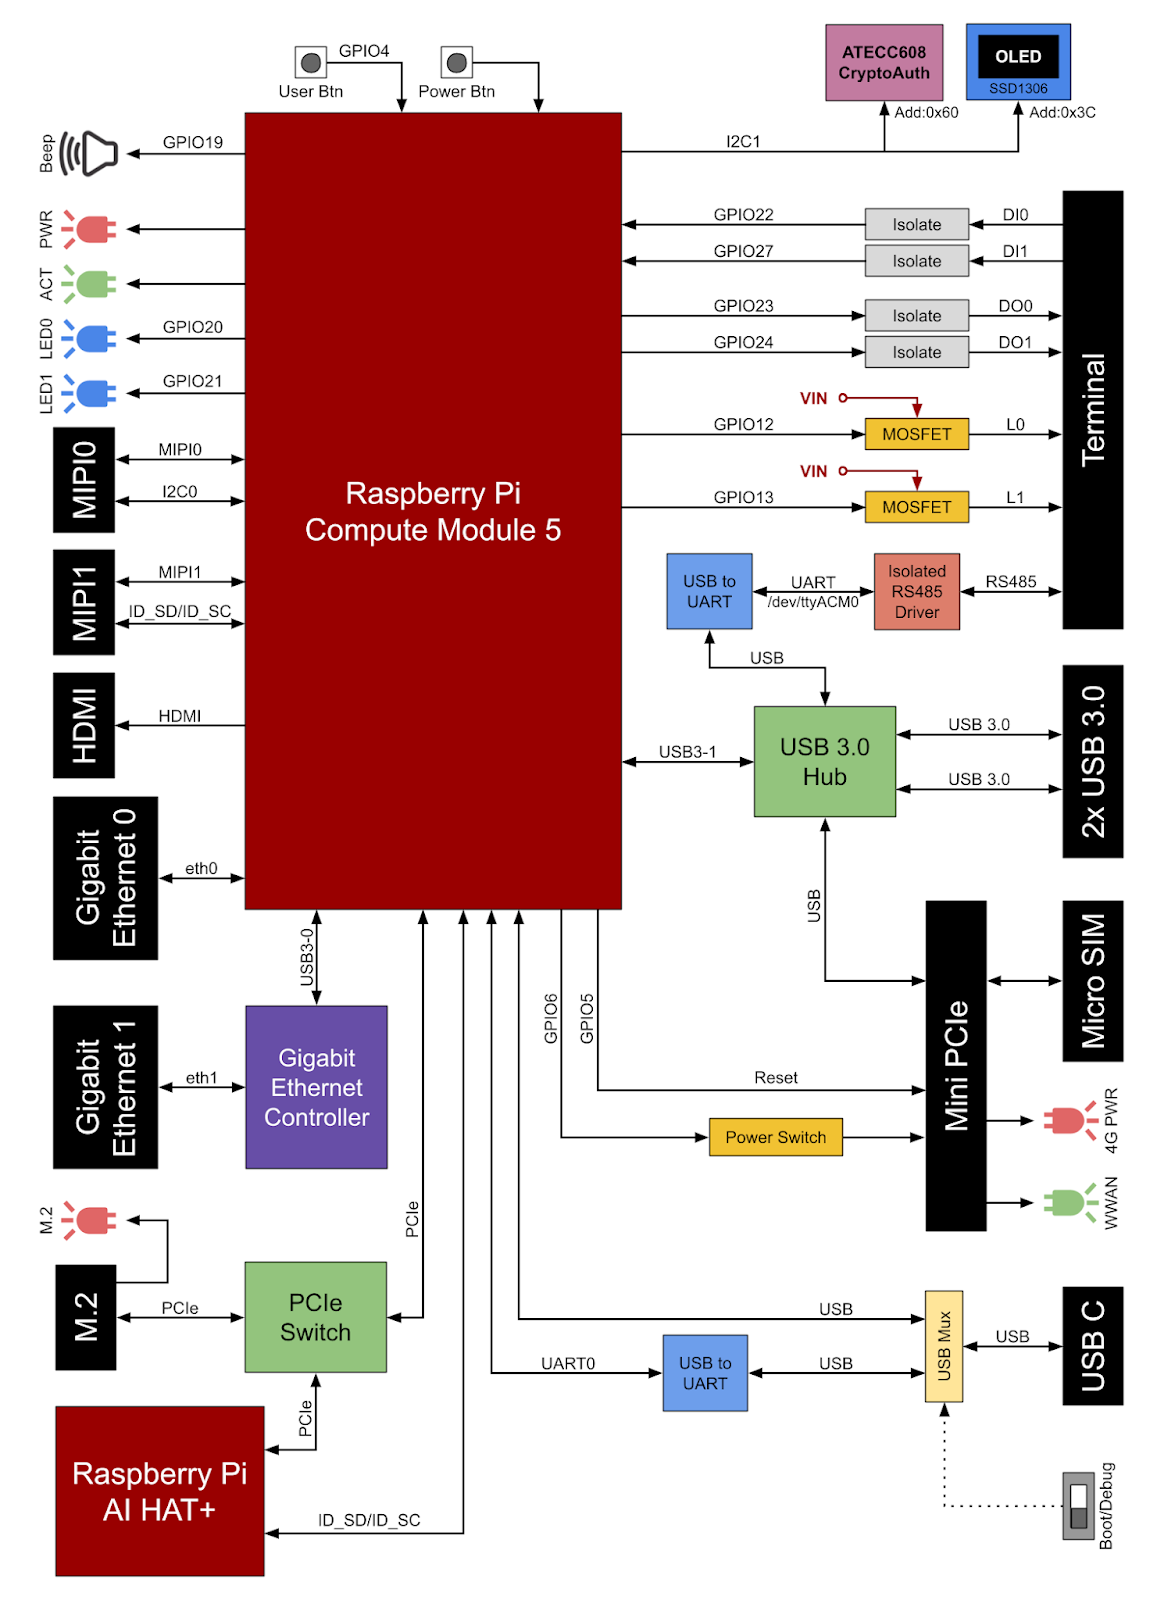 GPIO4
User Btn
Power Btn
ATECC608
CryptoAuth
OLED
SSD1306
Add:0x60
Add:0x3C
I2C1
Beep
GPIO19
PWR
ACT
LED0
GPIO20
LED1
GPIO21
MIPI0
MIPI0
I2C0
MIPI1
MIPI1
ID_SD/ID_SC
HDMI
HDMI
Gigabit
Ethernet 0
eth0
Raspberry Pi
Compute Module 5
GPIO22
Isolate
DI0
GPIO27
Isolate
DI1
GPIO23
Isolate
DO0
GPIO24
Isolate
DO1
VIN
GPIO12
MOSFET
L0
VIN
GPIO13
MOSFET
L1
Terminal
USB to
UART
UART
/dev/ttyACM0
Isolated
RS485
Driver
RS485
USB
USB3-1
USB 3.0
Hub
USB 3.0
USB 3.0
2x USB 3.0
USB
USB3-0
Gigabit
Ethernet 1
eth1
Gigabit
Ethernet
Controller
GPIO6
GPIO5
Reset
Power Switch
Mini PCIe
Micro SIM
4G PWR
WWAN
M.2
M.2
PCIe
PCIe
Switch
PCIe
PCIe
Raspberry Pi
AI HAT+
ID_SD/ID_SC
UART0
USB to
UART
USB
USB
USB Mux
USB
USB C
Boot/Debug